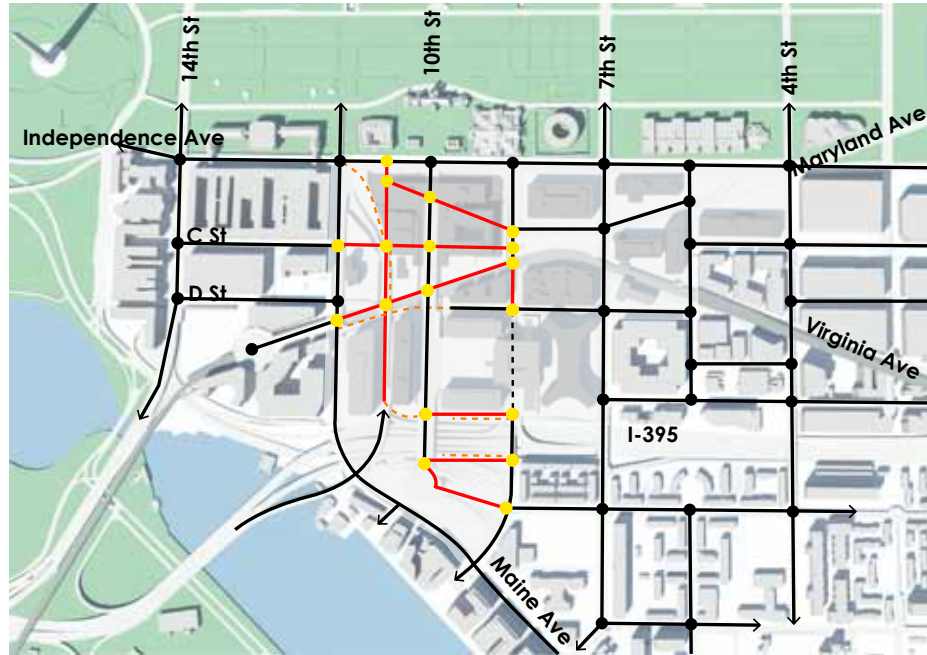 14th St
10th St
7th St
4th St
Independence Ave
Maryland Ave
C St
D St
Virginia Ave
I-395
Maine Ave